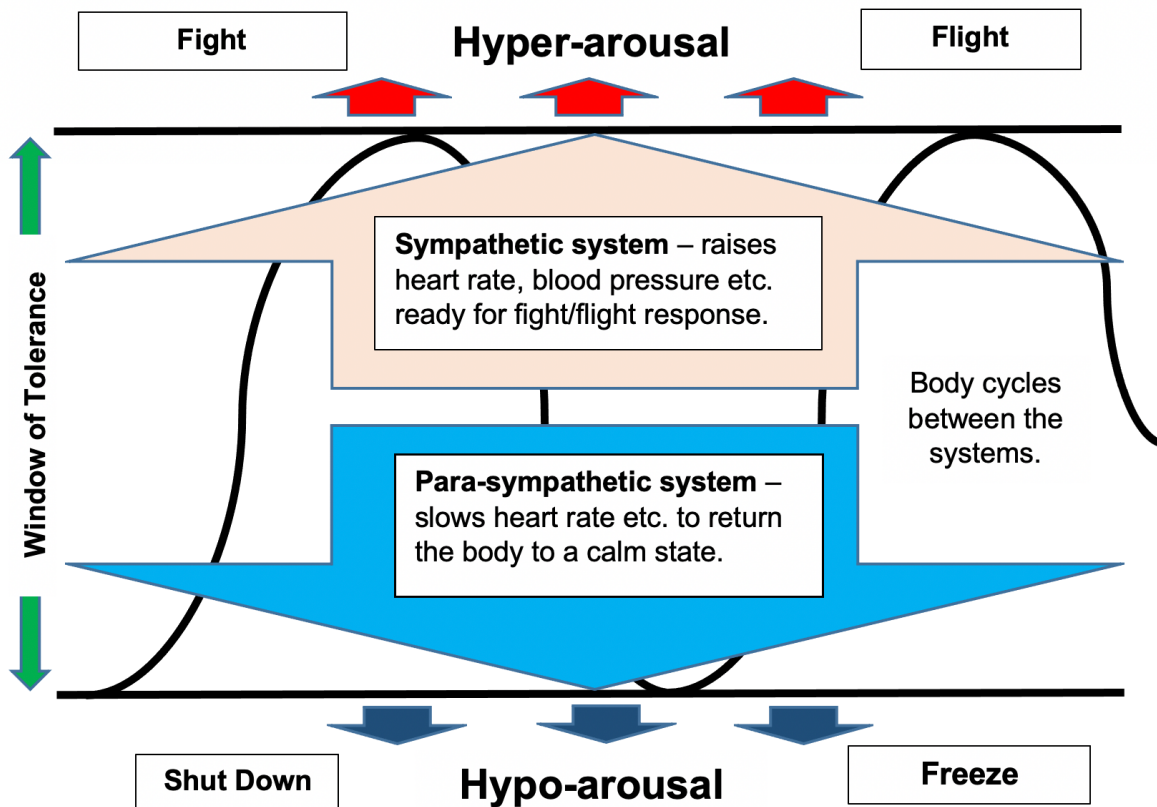 Fight
Hyper-arousal
Flight
Window of Tolerance
Sympathetic system – raises
heart rate, blood pressure etc.
ready for fight/flight response.
Body cycles
between the
systems.
Para-sympathetic system –
slows heart rate etc. to return
the body to a calm state.
Shut Down
Hypo-arousal
Freeze